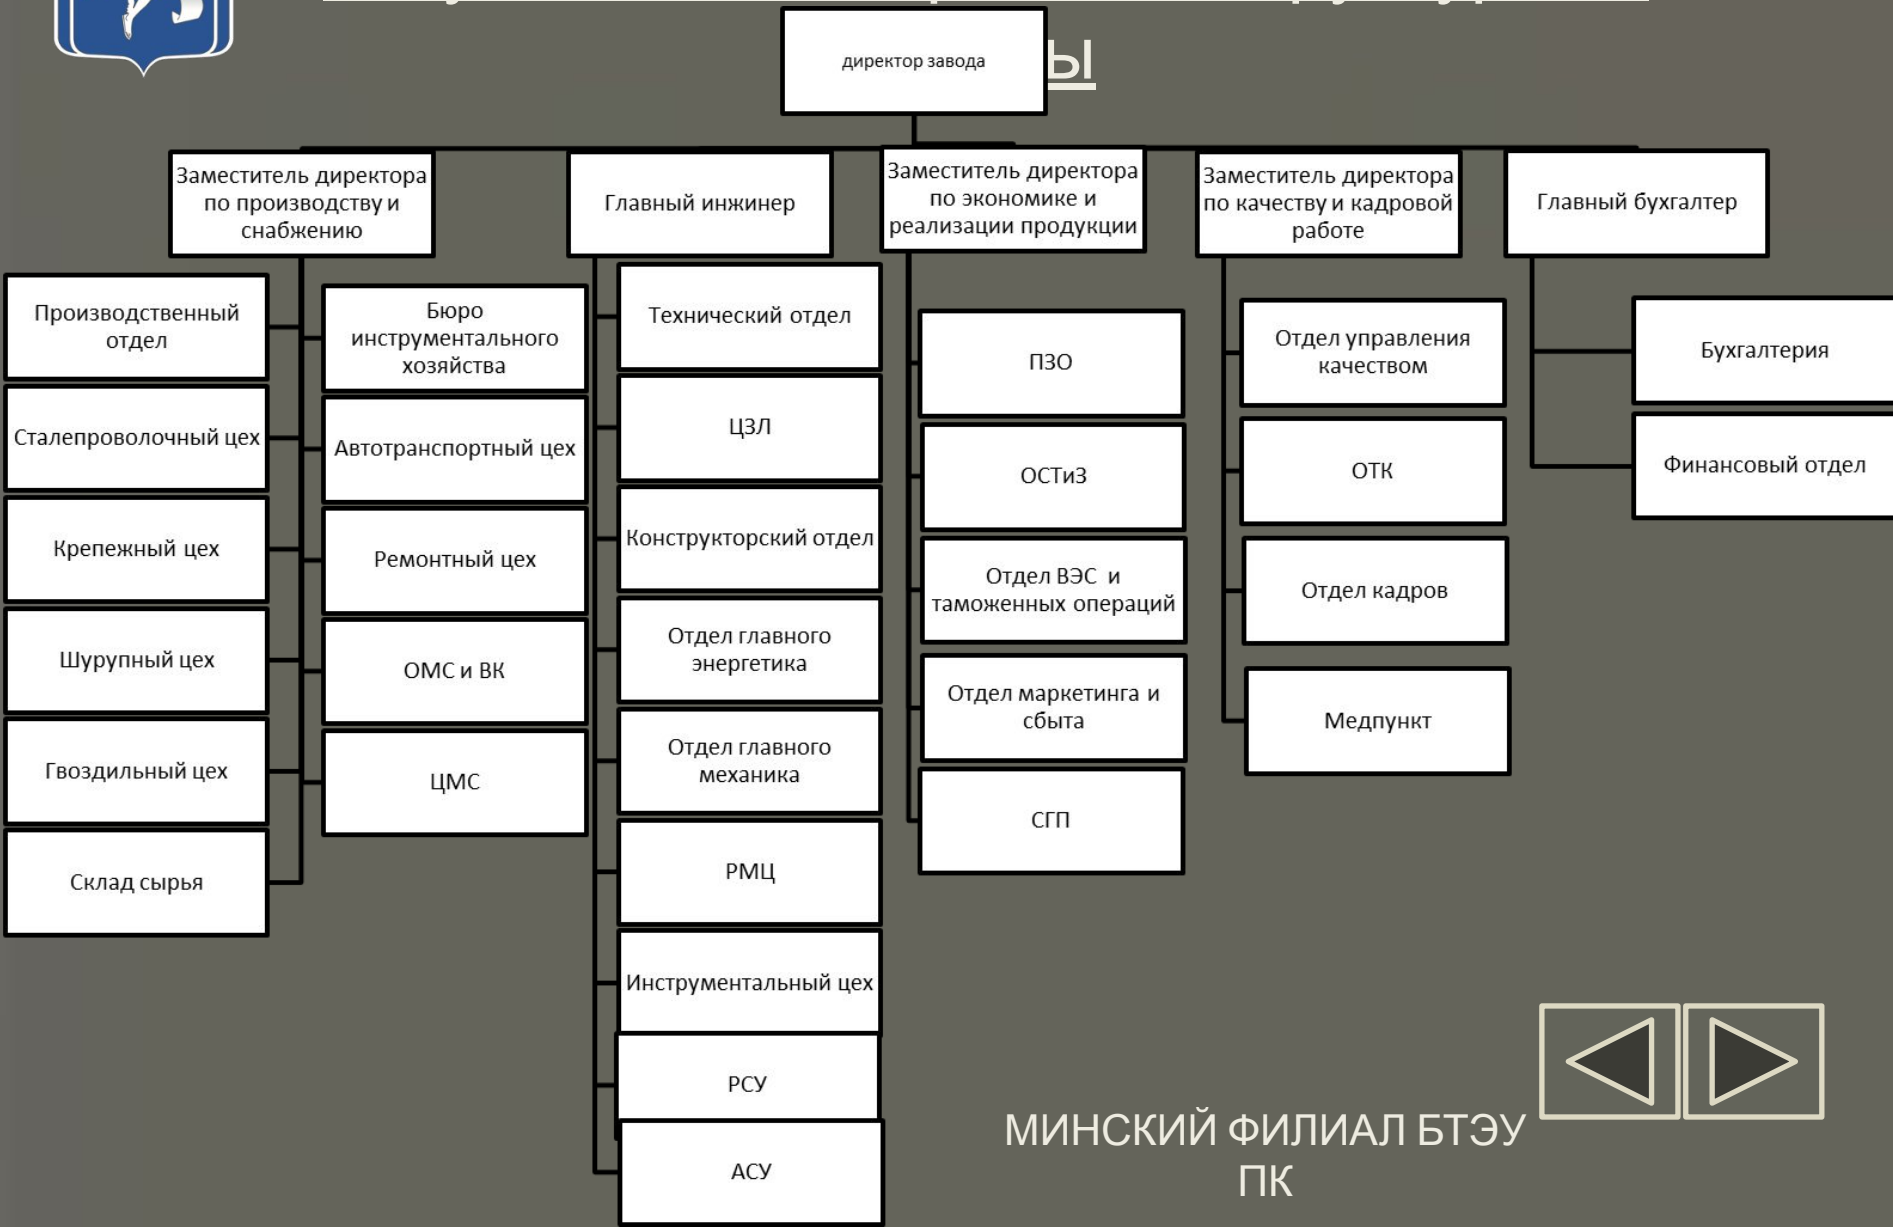 ы
директор завода
Заместитель директора
по производству и
снабжению
Главный инжинер
Заместитель директора
по экономике и
реализации продукции
Заместитель директора
по качеству и кадровой
работе
Главный бухгалтер
Производственный
отдел
Сталепроволочный цех
Крепежный цех
Шурупный цех
Гвоздильный цех
Склад сырья
Бюро
инструментального
хозяйства
Автотранспортный цех
Ремонтный цех
ОМС и ВК
ЦМС
Технический отдел
ЦЗЛ
Конструкторский отдел
Отдел главного
энергетика
Отдел главного
механика
РМЦ
Инструментальный цех
РСУ
АСУ
ПЗО
ОСТиЗ
Отдел ВЭС и
таможенных операций
Отдел маркетинга и
сбыта
СГП
Отдел управления
качеством
ОТК
Отдел кадров
Медпункт
Бухгалтерия
Финансовый отдел
МИНСКИЙ ФИЛИАЛ БТЭУ
ПК